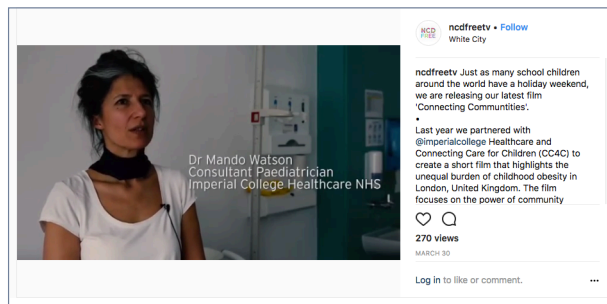 Dr Mando Watson
Consultant Paediatrician
Imperial College Healthcare NHS
NCD
FREE
ncdfreetv • Follow
White City
ncdfreetv Just as many school children
around the world have a holiday weekend,
we are releasing our latest film
'Connecting Communtities'.
•
Last year we partnered with
@imperialcollege Healthcare and
Connecting Care for Children (CC4C) to
create a short film that highlights the
unequal burden of childhood obesity in
London, United Kingdom. The film
focuses on the power of community
270 views
MARCH 30
Log in to like or comment.